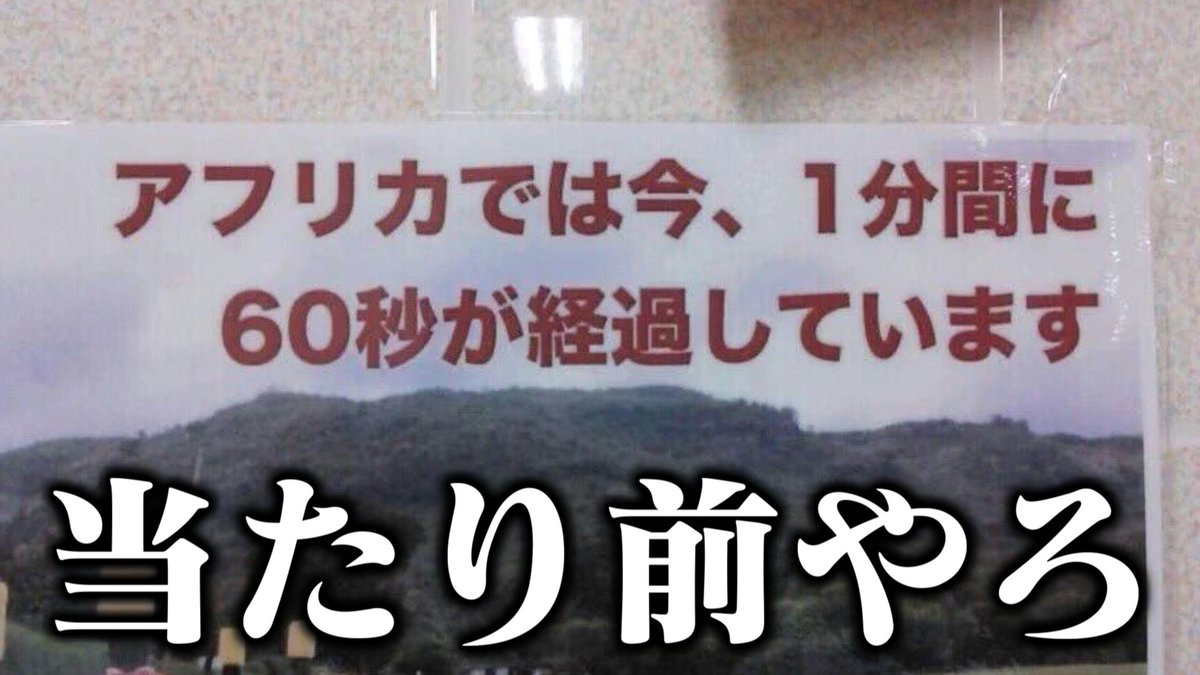 アフリカでは今、1分間に
60秒が経過しています
当たり前やろ